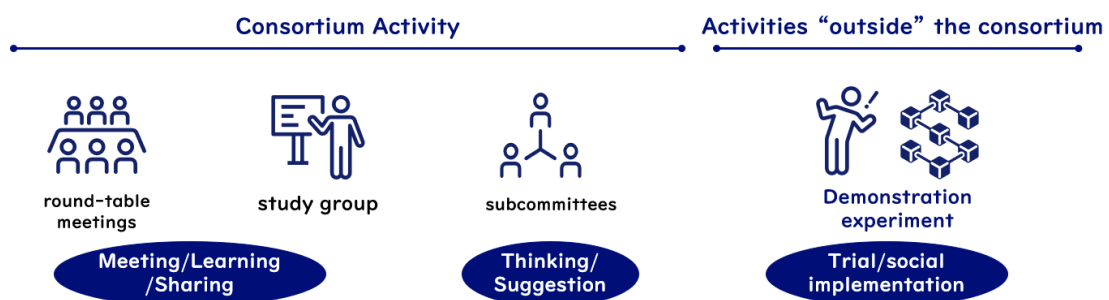 Consortium Activity
Activities “outside” the consortium
round-table
meetings
study group
subcommittees
Demonstration
experiment
Meeting/Learning
/Sharing
Thinking/
Suggestion
Trial/social
implementation